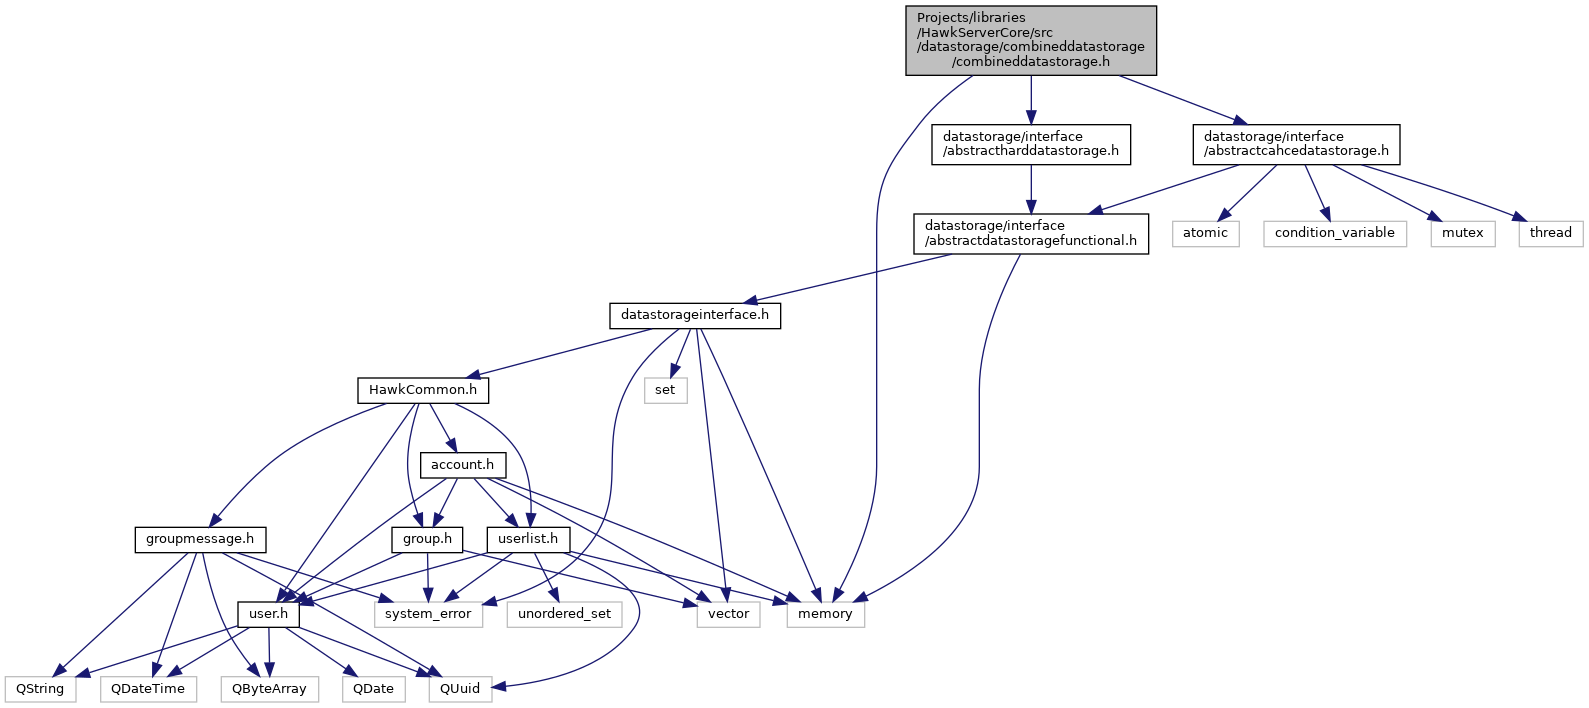 Projects/libraries
/HawkServerCore/src
/datastorage/combineddatastorage
/combineddatastorage.h
datastorage/interface
/abstractharddatastorage.h
datastorage/interface
/abstractcahcedatastorage.h
datastorage/interface
/abstractdatastoragefunctional.h
atomic
condition_variable
mutex
thread
datastorageinterface.h
HawkCommon.h
set
account.h
groupmessage.h
group.h
userlist.h
user.h
system_error
unordered_set
vector
memory
QString
QDateTime
QByteArray
QDate
QUuid